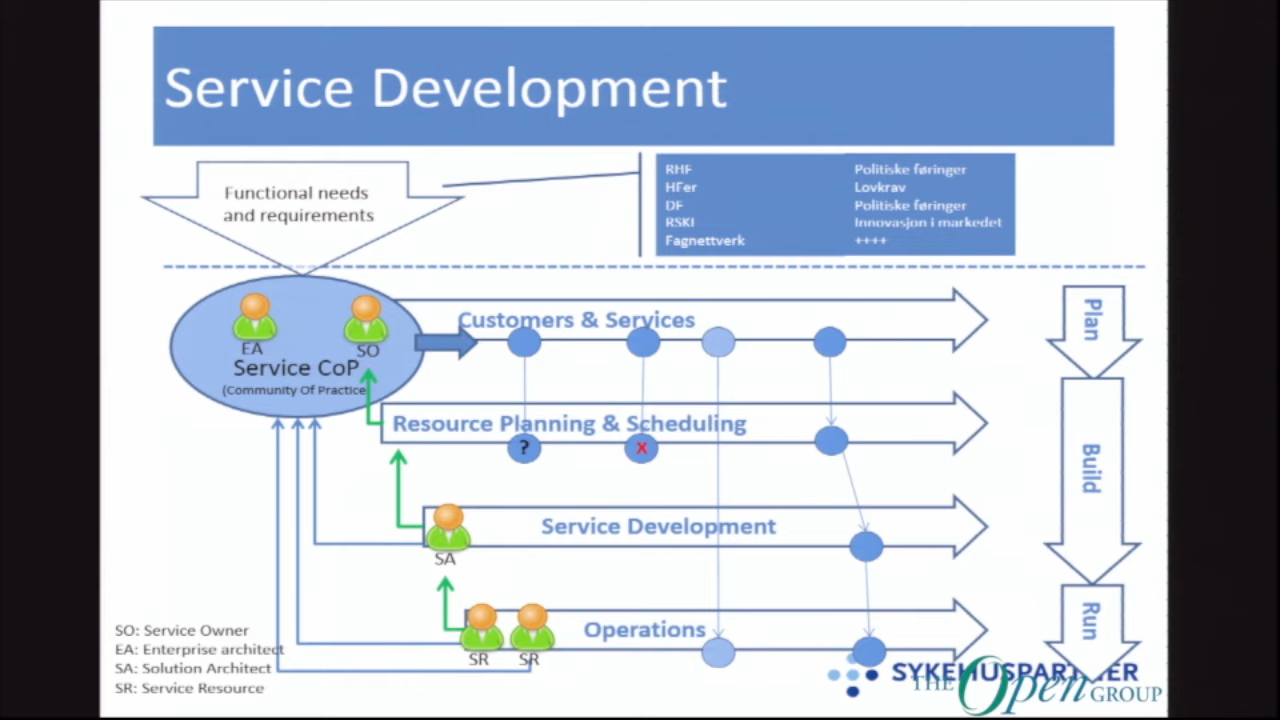 Service Development
Functional needs
and requirements
RHF Politiske føringer
HFer Lovkrav
DF Politiske føringer
RSKI Innovasjon i markedet
Fagnettverk ++++
EA
SO
Service CoP
(Community Of Practice
Customers & Services
Plan
Resource Planning & Scheduling
?
X
Build
Service Development
SA
Operations
Run
SR SR
SO: Service Owner
EA: Enterprise architect
SA: Solution Architect
SR: Service Resource
SYKEHUSPARTNER
THE Open GROUP